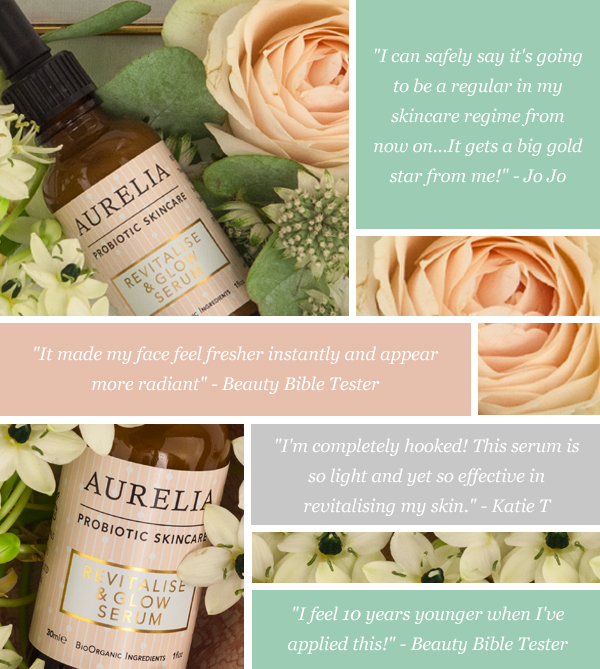 AURELIA
PROBIOTIC SKINCARE
REVITALISE
& GLOW
SERUM
Ingredients 1floz
"I can safely say it's going
to be a regular in my
skincare regime from
now on...It gets a big gold
star from me!" - Jo Jo
"It made my face feel fresher instantly and appear
more radiant" - Beauty Bible Tester
AURELIA
PROBIOTIC SKINCARE
REVITALISE
& GLOW
SERUM
30ml e
BioOrganic Ingredients 1floz
"I'm completely hooked! This serum is
so light and yet so effective in
revitalising my skin." - Katie T
"I feel 10 years younger when I've
applied this!" - Beauty Bible Tester